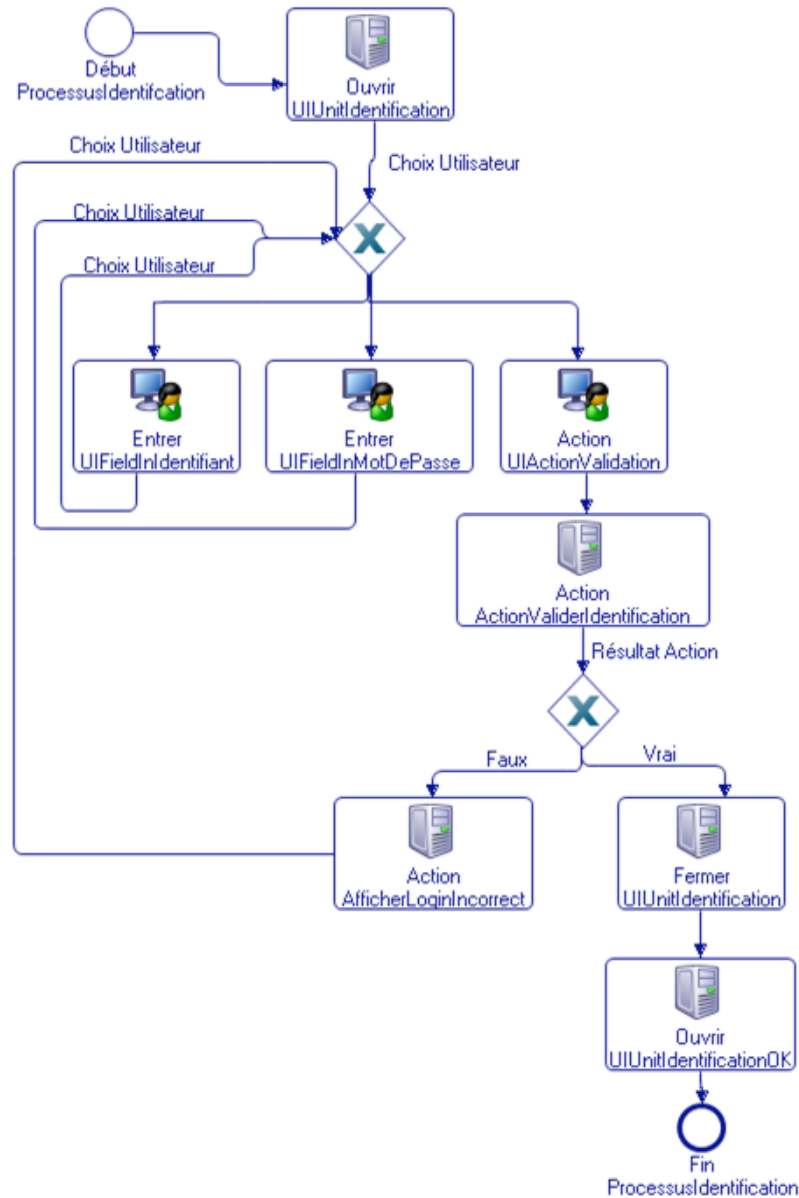 Début
ProcessusIdentifcation
Ouvrir
UIUnitIdentification
Choix Utilisateur
Choix Utilisateur
Choix Utilisateur
Choix Utilisateur
X
Entrer
UIFieldInIdentifiant
Entrer
UIFieldInMotDePasse
Action
UIActionValidation
Action
ActionValiderIdentification
Résultat Action
X
Faux
Vrai
Action
AfficherLoginIncorrect
Fermer
UIUnitIdentification
Ouvrir
UIUnitIdentificationOK
Fin
ProcessusIdentification